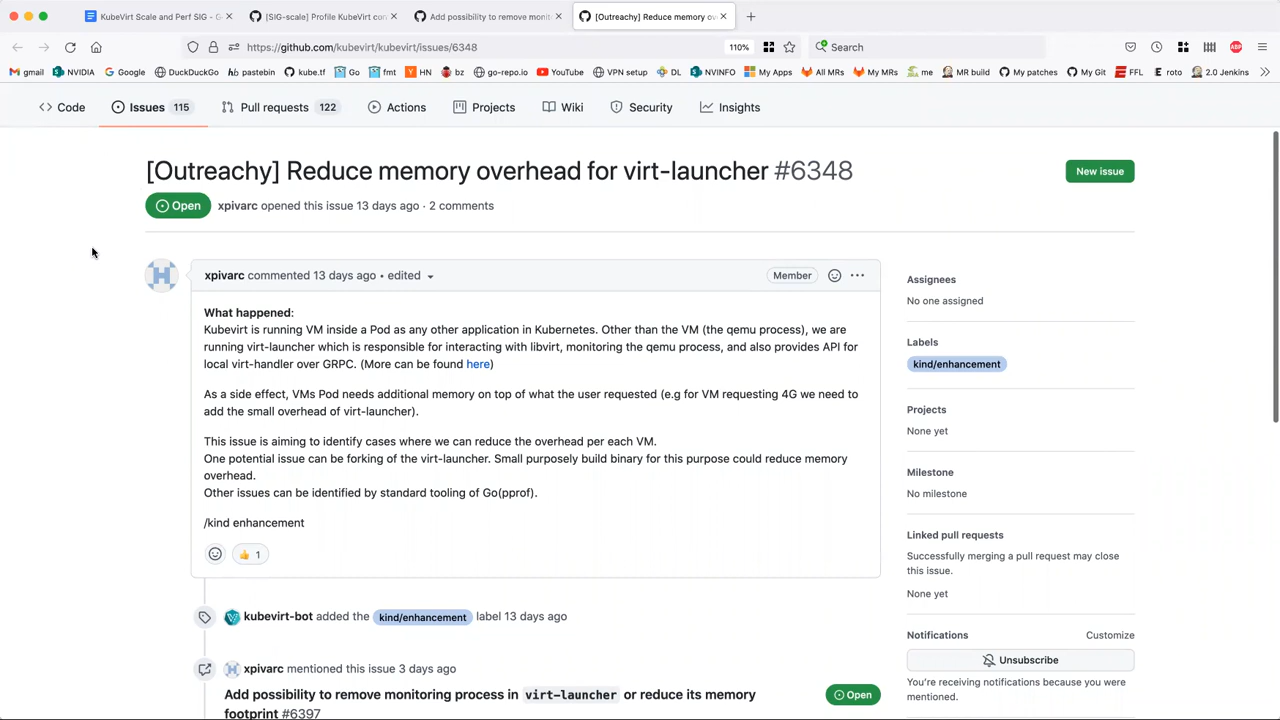 KubeVirt Scale and Perf SIG - G
[SIG-scale] Profile KubeVirt con
Add possibility to remove monit
[Outreachy] Reduce memory ov
https://github.com/kubevirt/kubevirt/issues/6348
110%
Search
gmail
NVIDIA
Google
DuckDuckGo
pastebin
kube.tf
Go
fmt
HN
bz
go-repo.io
YouTube
VPN setup
DL
NVINFO
My Apps
All MRs
My MRs
me
MR build
My patches
My Git
FFL
roto
2.0 Jenkins
Code
Issues 115
Pull requests 122
Actions
Projects
Wiki
Security
Insights
[Outreachy] Reduce memory overhead for virt-launcher #6348
New issue
Open
xpivarc opened this issue 13 days ago · 2 comments
xpivarc commented 13 days ago • edited
Member
What happened:
Kubevirt is running VM inside a Pod as any other application in Kubernetes. Other than the VM (the qemu process), we are
running virt-launcher which is responsible for interacting with libvirt, monitoring the qemu process, and also provides API for
local virt-handler over GRPC. (More can be found here)
As a side effect, VMs Pod needs additional memory on top of what the user requested (e.g for VM requesting 4G we need to
add the small overhead of virt-launcher).
This issue is aiming to identify cases where we can reduce the overhead per each VM.
One potential issue can be forking of the virt-launcher. Small purposely build binary for this purpose could reduce memory
overhead.
Other issues can be identified by standard tooling of Go(pprof).
/kind enhancement
👍 1
kubevirt-bot added the kind/enhancement label 13 days ago
xpivarc mentioned this issue 3 days ago
Add possibility to remove monitoring process in virt-launcher or reduce its memory
footprint #6397
Open
Assignees
No one assigned
Labels
kind/enhancement
Projects
None yet
Milestone
No milestone
Linked pull requests
Successfully merging a pull request may close
this issue.
None yet
Notifications
Customize
Unsubscribe
You're receiving notifications because you were
mentioned.